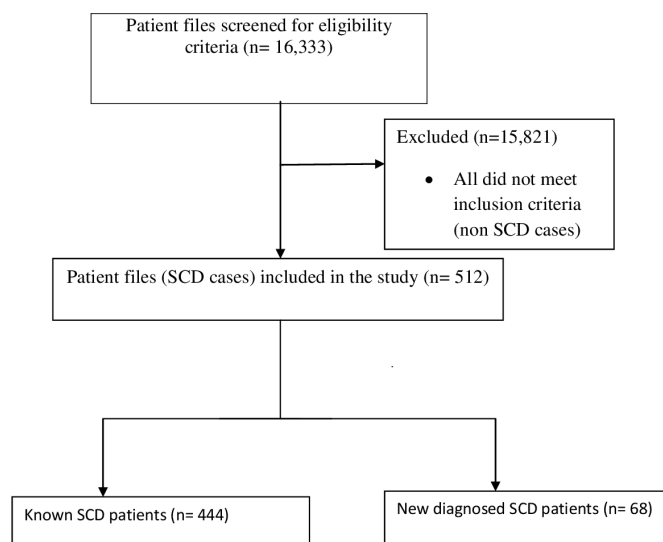 Patient files screened for eligibility
criteria (n= 16,333)
Excluded (n=15,821)
● All did not meet
inclusion criteria
(non SCD cases)
Patient files (SCD cases) included in the study (n= 512)
Known SCD patients (n= 444)
New diagnosed SCD patients (n= 68)